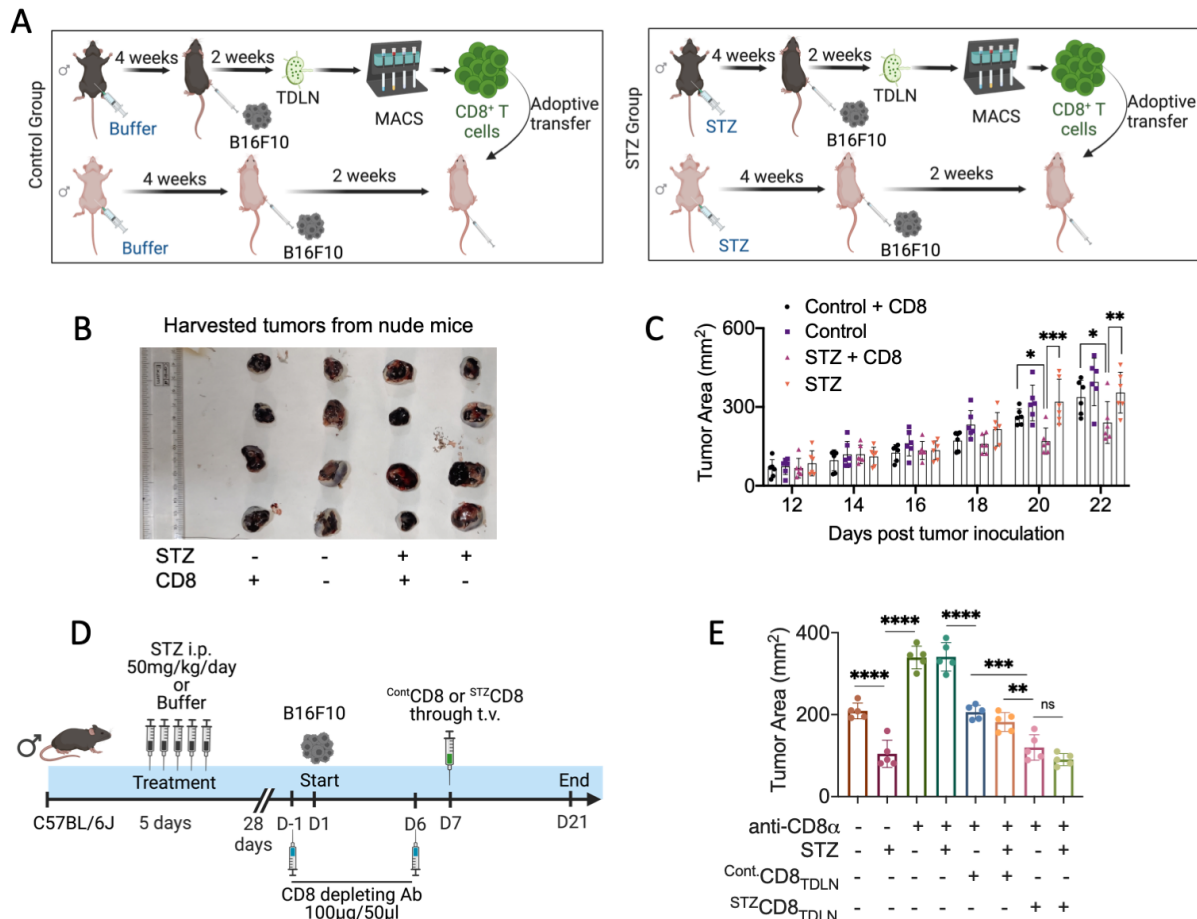 A
Control Group
♂
4 weeks
2 weeks
Buffer
B16F10
TDLN
MACS
CD8⁺ T
cells
Adoptive
transfer
♂
4 weeks
2 weeks
Buffer
B16F10
STZ Group
♂
4 weeks
2 weeks
STZ
B16F10
TDLN
MACS
CD8⁺ T
cells
Adoptive
transfer
♂
4 weeks
2 weeks
STZ
B16F10
B
Harvested tumors from nude mice
STZ - - + +
CD8 + - + -
C
Control + CD8
Control
STZ + CD8
STZ
* *** * **
Tumor Area (mm²)
600
300
0
12 14 16 18 20 22
Days post tumor inoculation
D
STZ i.p.
50mg/kg/day
or
Buffer
B16F10
ContCD8 or STZCD8
through t.v.
♂
Treatment
Start
End
C57BL/6J
5 days
28
days
D-1 D1 D6 D7 D21
CD8 depleting Ab
100µg/50µl
E
**** **** **** *** ** ns
Tumor Area (mm²)
400
200
0
anti-CD8α - - + + + + + +
STZ - + - + - + - +
Cont.CD8TDLN - - - - + + - -
STZCD8TDLN - - - - - - + +